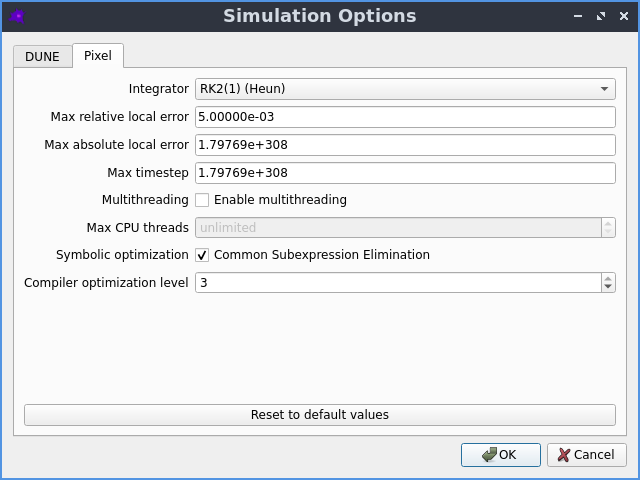 Simulation Options
DUNE Pixel
Integrator RK2(1) (Heun)
Max relative local error 5.00000e-03
Max absolute local error 1.79769e+308
Max timestep 1.79769e+308
Multithreading Enable multithreading
Max CPU threads unlimited
Symbolic optimization Common Subexpression Elimination
Compiler optimization level 3
Reset to default values
OK Cancel